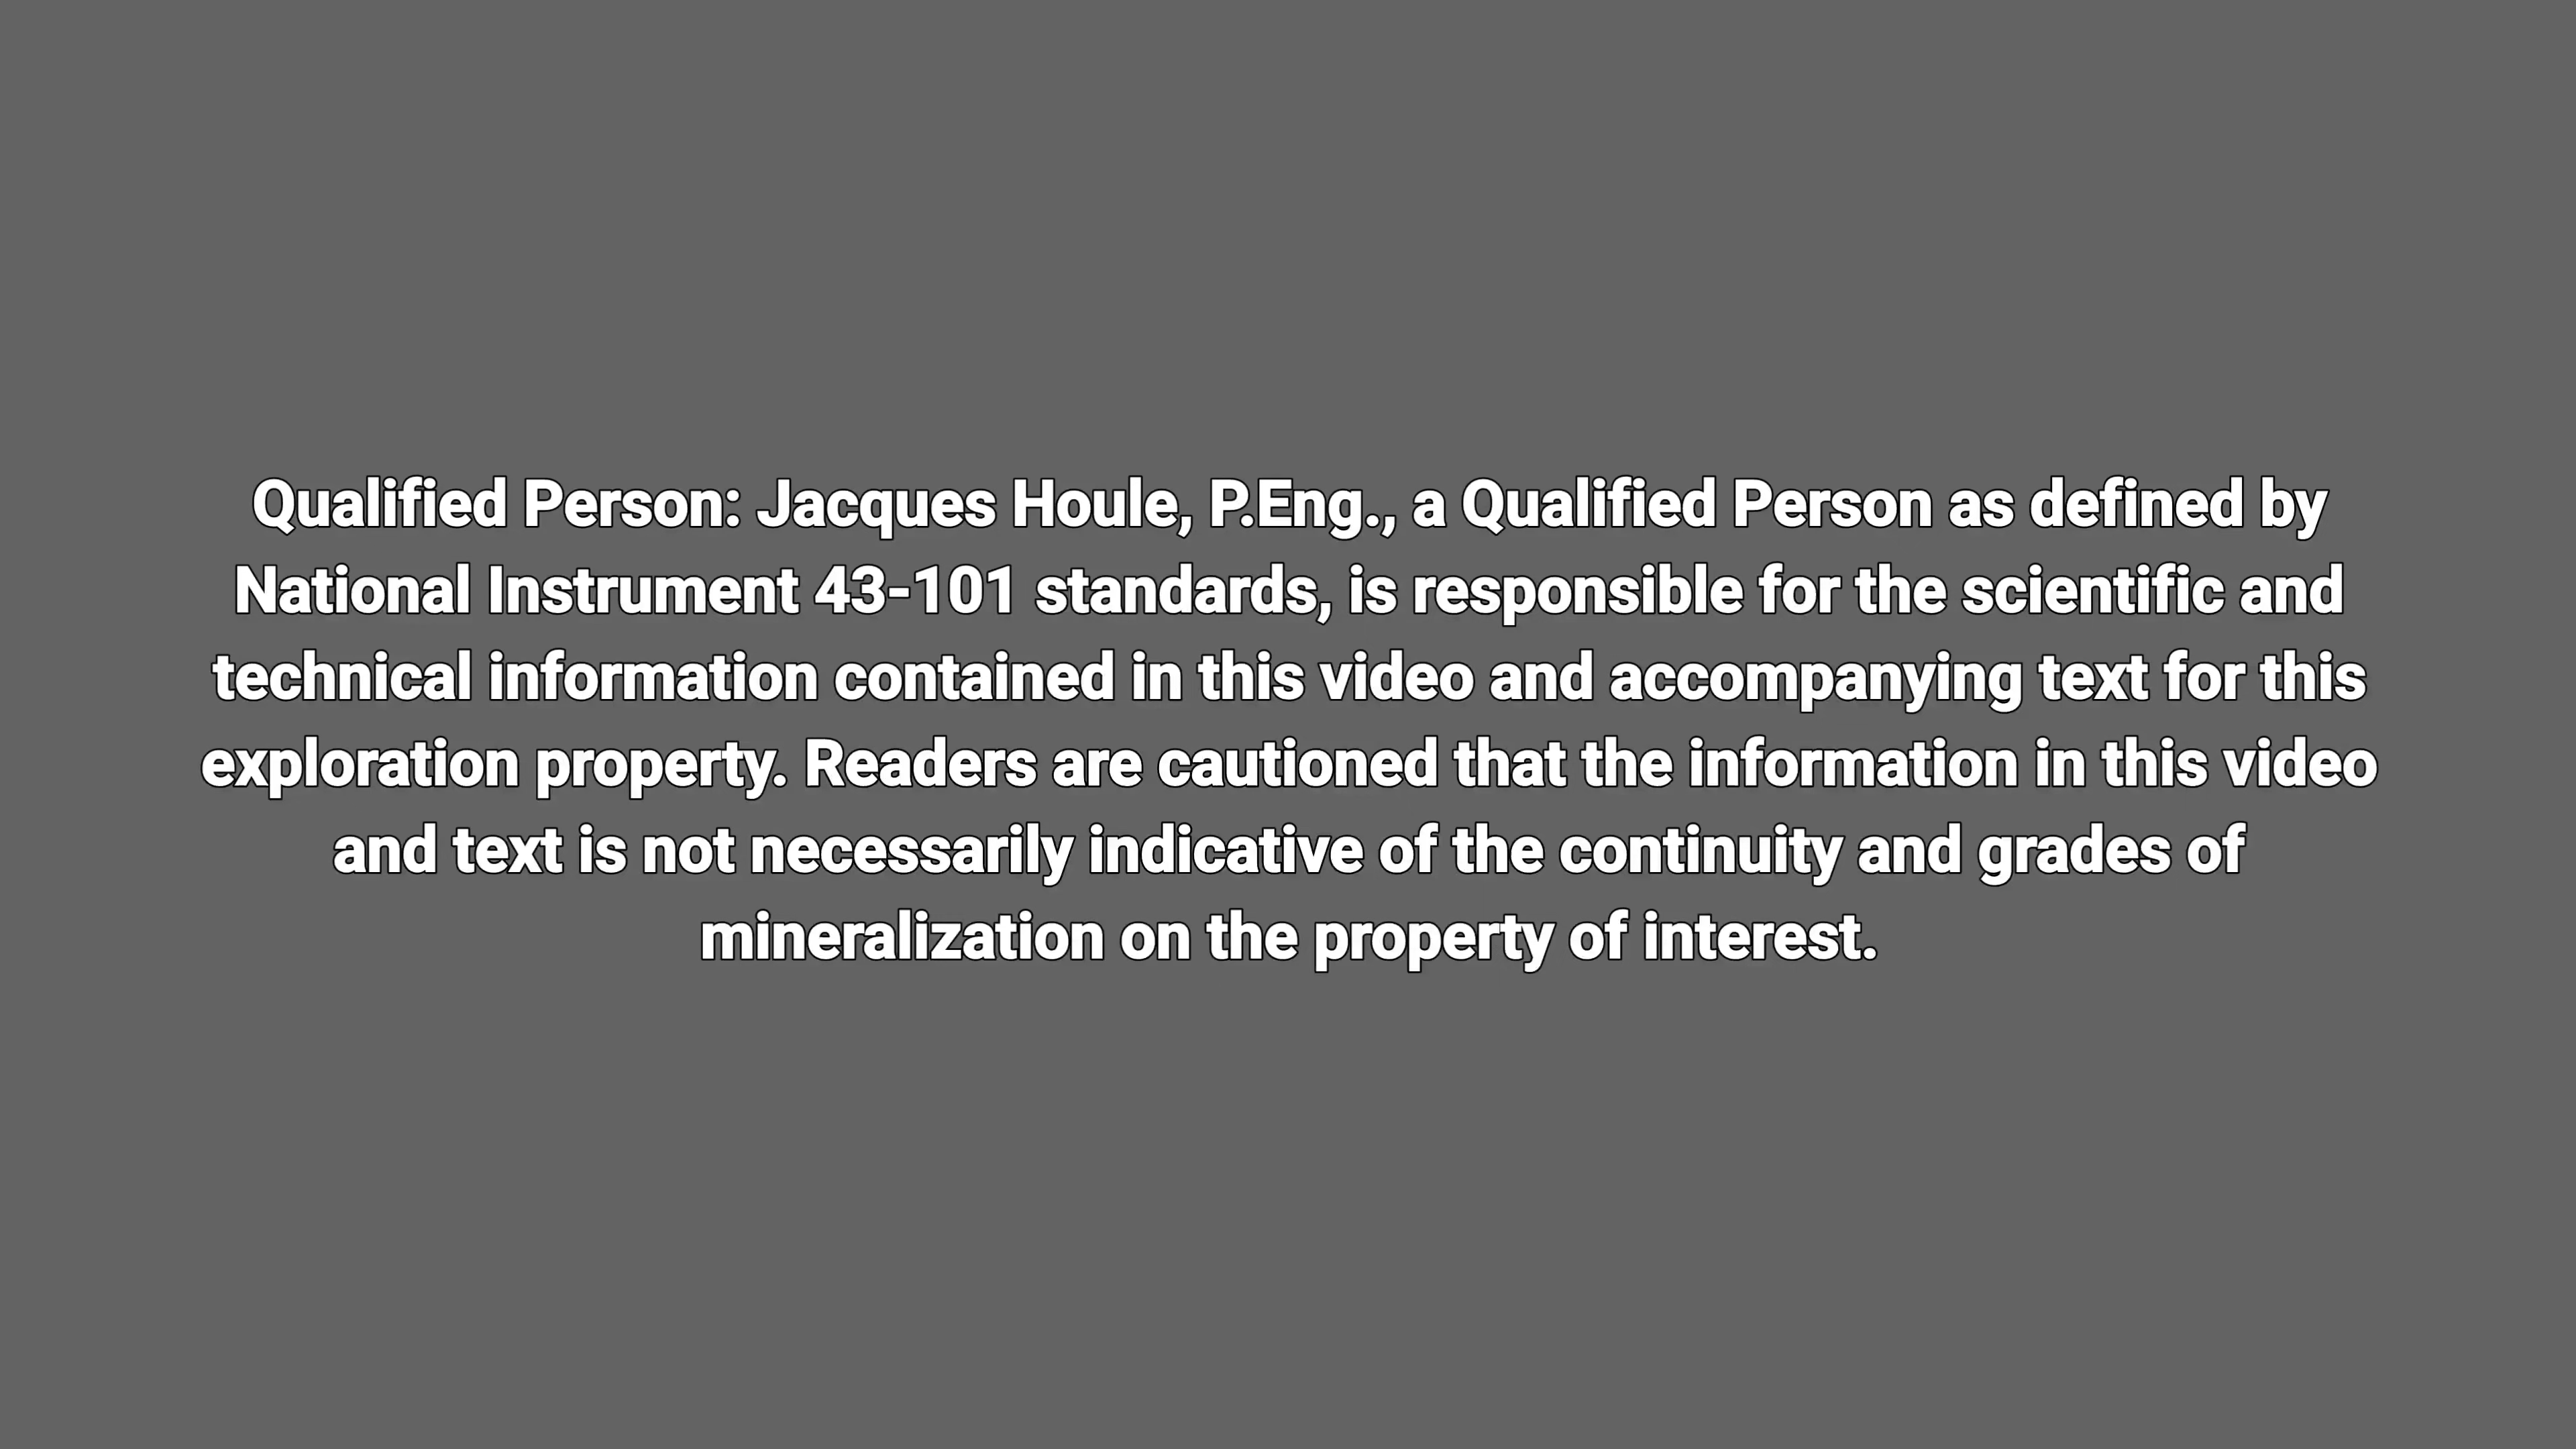 Qualified Person: Jacques Houle, P.Eng., a Qualified Person as defined by
National Instrument 43-101 standards, is responsible for the scientific and
technical information contained in this video and accompanying text for this
exploration property. Readers are cautioned that the information in this video
and text is not necessarily indicative of the continuity and grades of
mineralization on the property of interest.